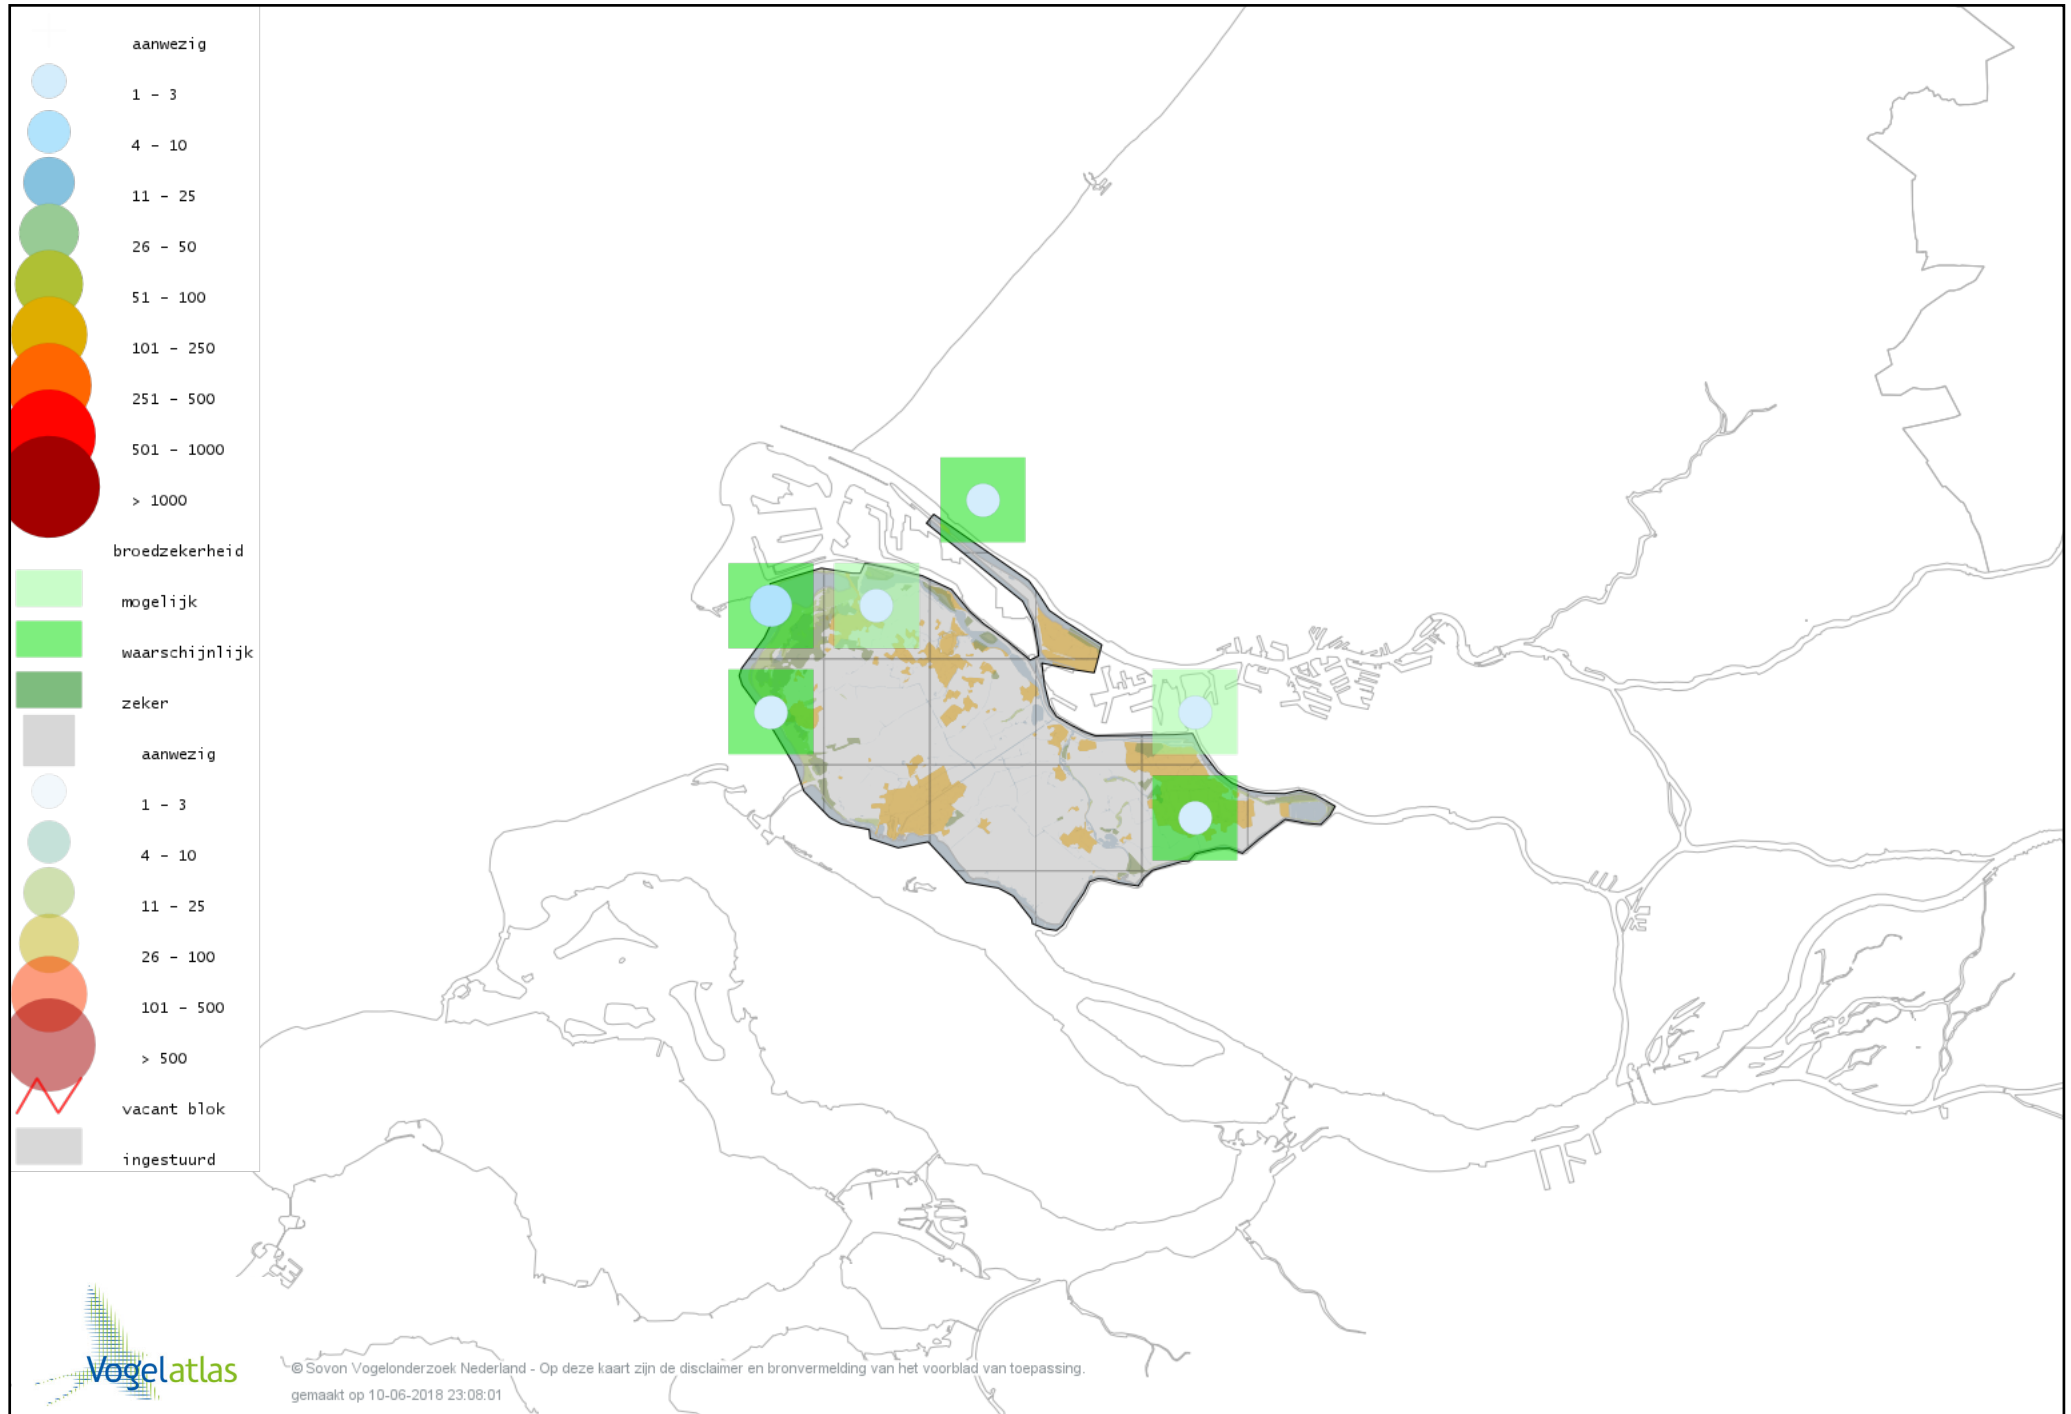 aanwezig
1 - 3
4 - 10
11 - 25
26 - 50
51 - 100
101 - 250
251 - 500
501 - 1000
> 1000
broedzekerheid
mogelijk
waarschijnlijk
zeker
aanwezig
1 - 3
4 - 10
11 - 25
26 - 100
101 - 500
> 500
vacant blok
ingestuurd
Vogelatlas
© Sovon Vogelonderzoek Nederland - Op deze kaart zijn de disclaimer en bronvermelding van het voorblad van toepassing.
gemaakt op 10-06-2018 23:08:01